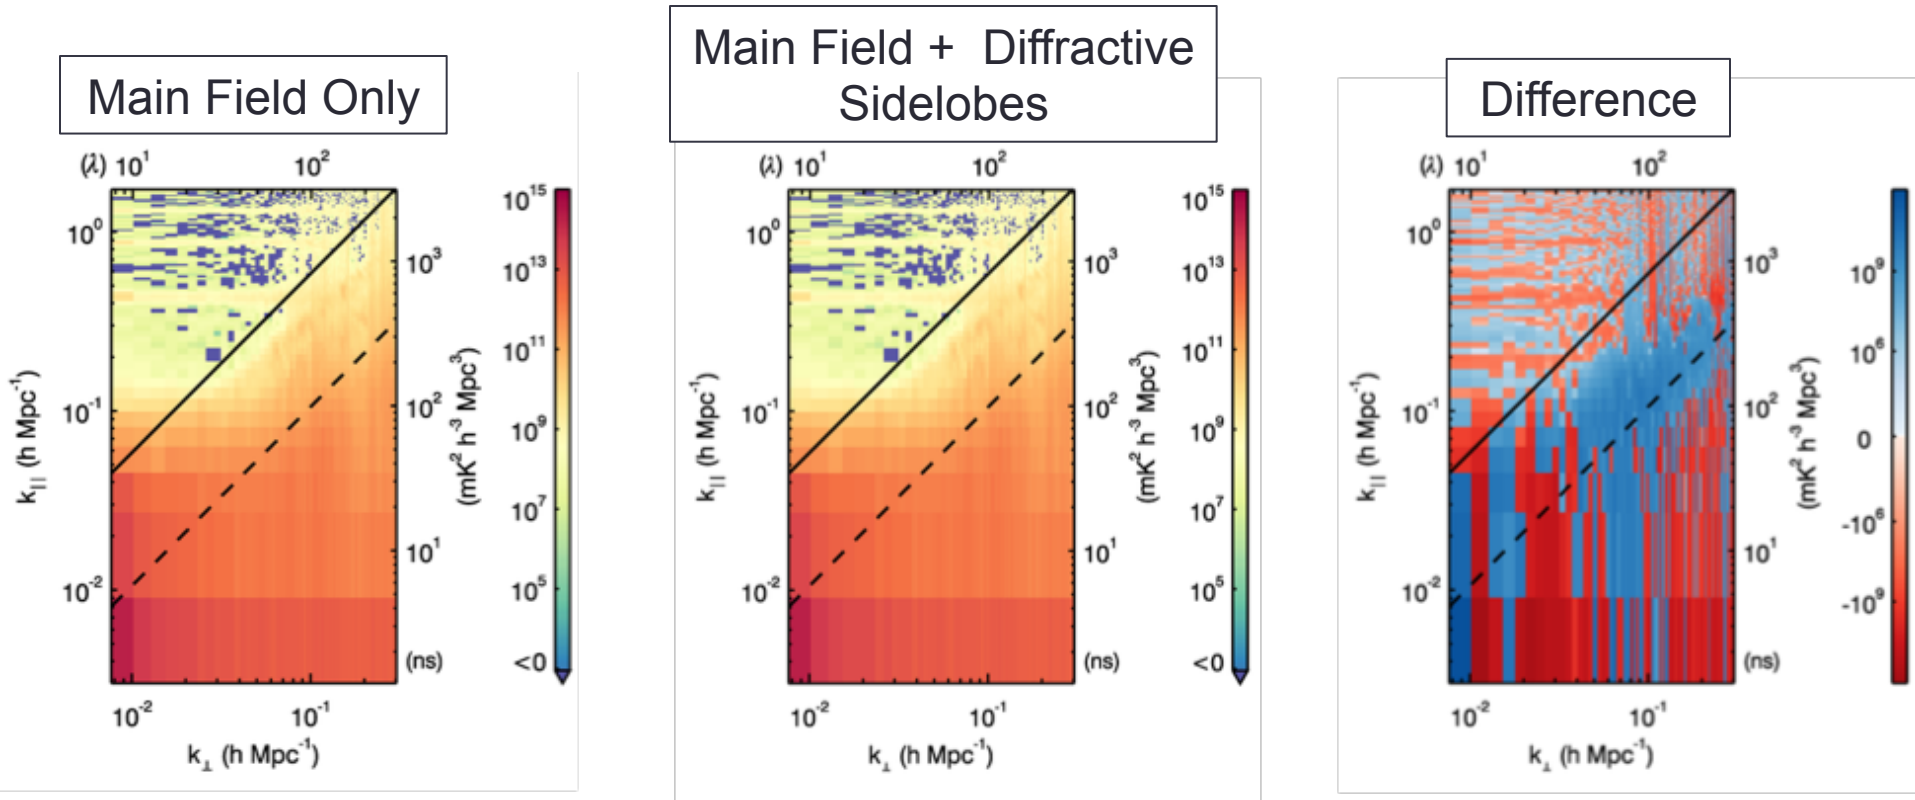 Main Field Only
(λ) 10¹ 10²
10⁰
10⁻¹
10⁻²
k|| (h Mpc⁻¹)
10³
10²
10¹
(ns)
10⁻² 10⁻¹
k⊥ (h Mpc⁻¹)
(mK² h⁻³ Mpc³)
10¹⁵
10¹³
10¹¹
10⁹
10⁷
10⁵
<0
Main Field + Diffractive
Sidelobes
(λ) 10¹ 10²
10⁰
10⁻¹
10⁻²
k|| (h Mpc⁻¹)
10³
10²
10¹
(ns)
10⁻² 10⁻¹
k⊥ (h Mpc⁻¹)
(mK² h⁻³ Mpc³)
10¹⁵
10¹³
10¹¹
10⁹
10⁷
10⁵
<0
Difference
(λ) 10¹ 10²
10⁰
10⁻¹
10⁻²
k|| (h Mpc⁻¹)
10³
10²
10¹
(ns)
10⁻² 10⁻¹
k⊥ (h Mpc⁻¹)
(mK² h⁻³ Mpc³)
10⁹
10⁶
0
-10⁶
-10⁹